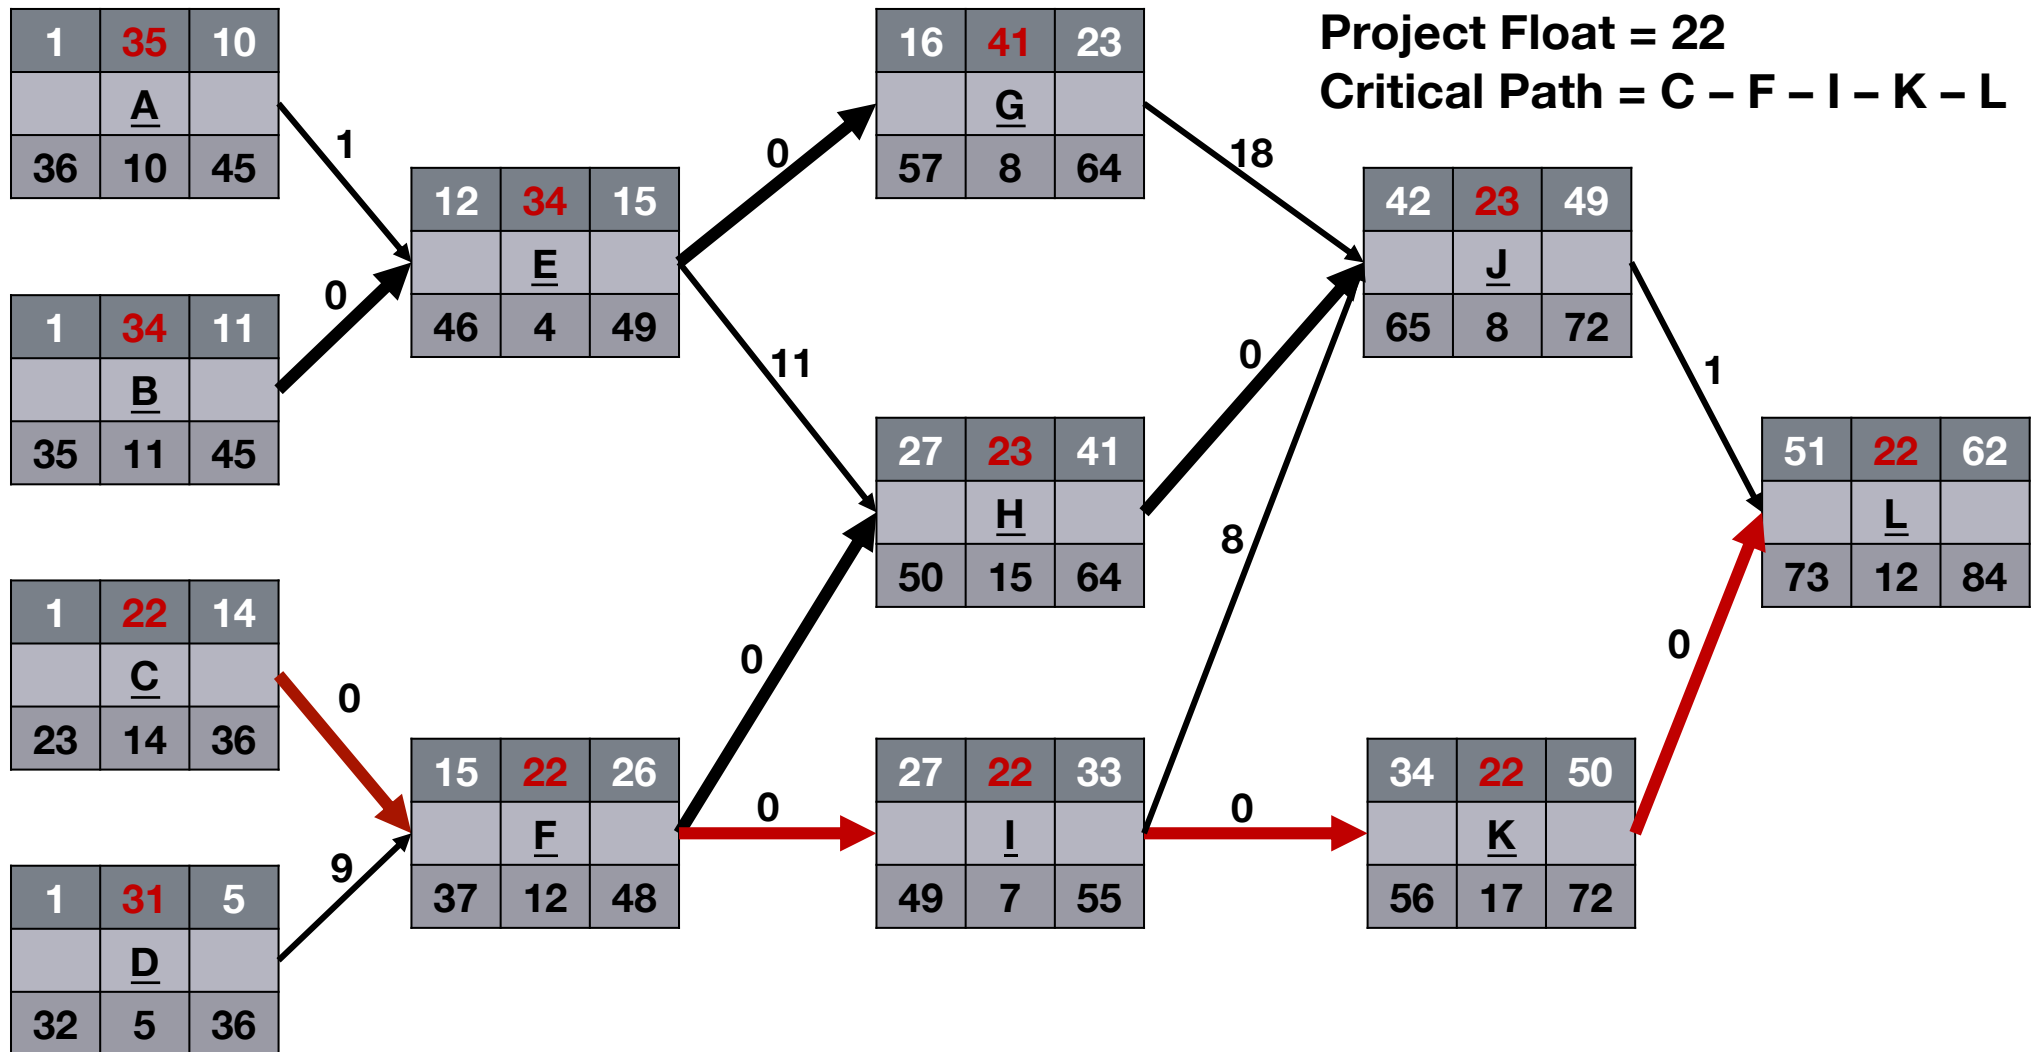 Project Float = 22
Critical Path = C – F – I – K – L
1 35 10
A
36 10 45
1
1 34 11
B
35 11 45
0
1 22 14
C
23 14 36
0
1 31 5
D
32 5 36
9
12 34 15
E
46 4 49
0
11
15 22 26
F
37 12 48
0
0
16 41 23
G
57 8 64
18
27 23 41
H
50 15 64
0
27 22 33
I
49 7 55
8
0
42 23 49
J
65 8 72
1
34 22 50
K
56 17 72
0
51 22 62
L
73 12 84